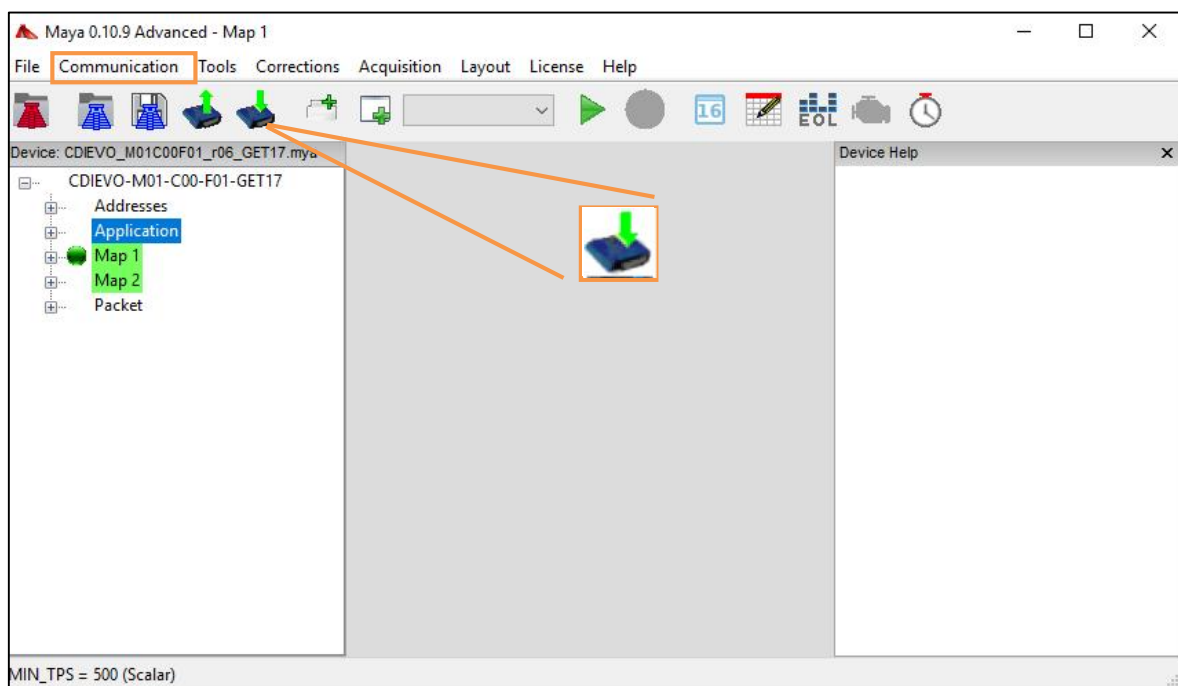 Maya 0.10.9 Advanced - Map 1
File Communication Tools Corrections Acquisition Layout License Help
16
EOL
Device: CDIEVO_M01C00F01_r06_GET17.mya
CDIEVO-M01-C00-F01-GET17
Addresses
Application
Map 1
Map 2
Packet
Device Help
MIN_TPS = 500 (Scalar)